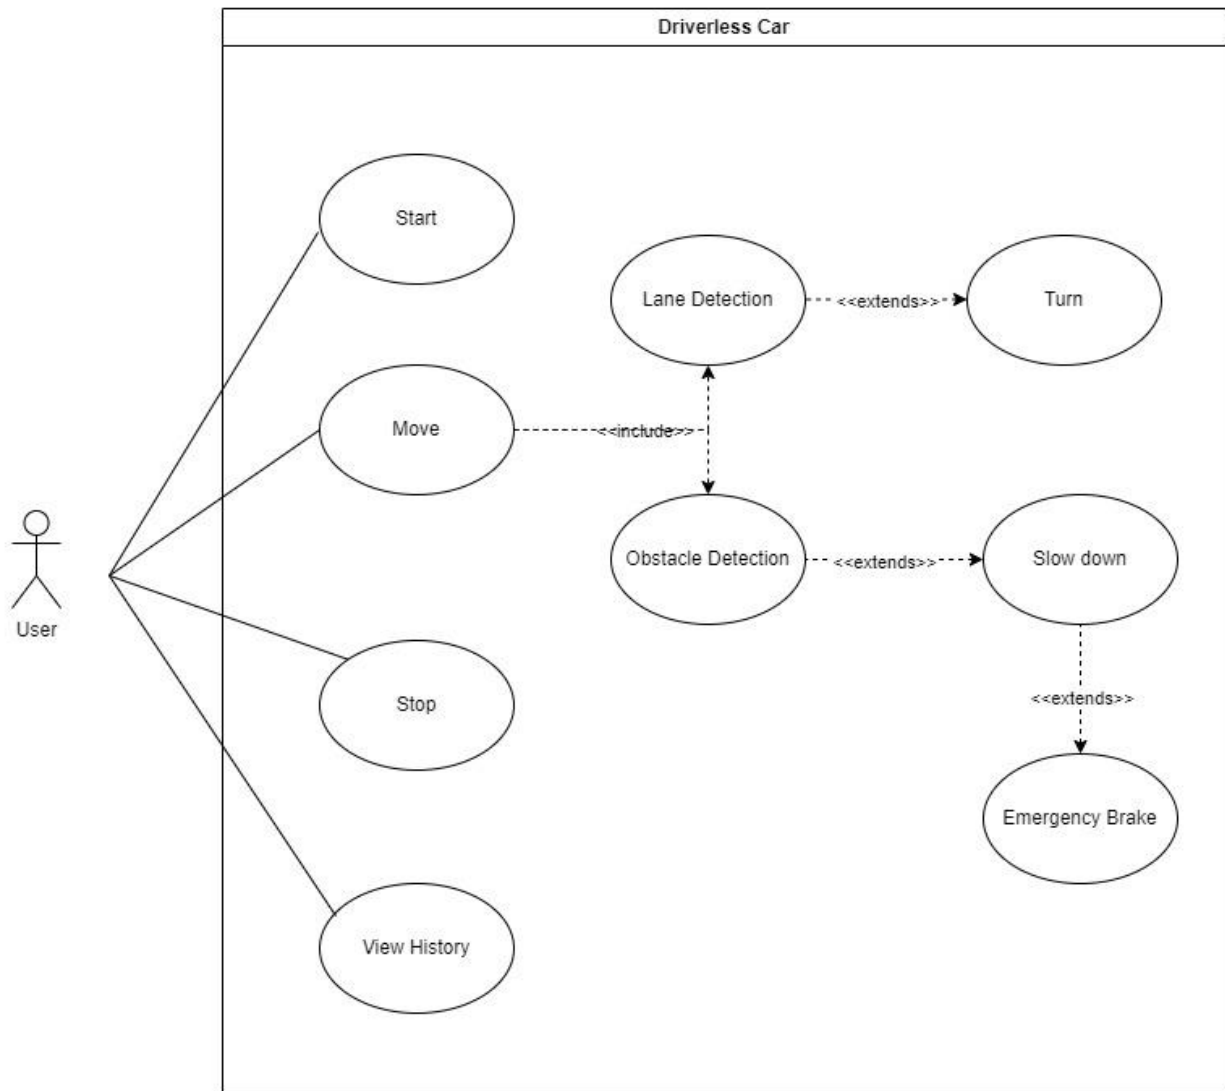 Driverless Car
Start
Lane Detection
<<extends>>
Turn
Move
<<include>>
User
Obstacle Detection
<<extends>>
Slow down
<<extends>>
Stop
Emergency Brake
View History